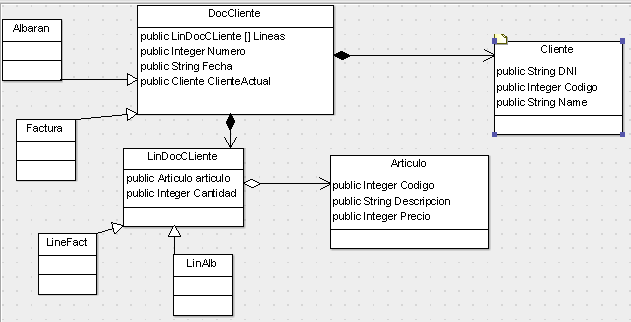 DocCliente
public LinDocCLiente [] Lineas
public Integer Numero
public String Fecha
public Cliente ClienteActual
Albaran
Factura
Cliente
public String DNI
public Integer Codigo
public String Name
LinDocCLiente
public Articulo articulo
public Integer Cantidad
Articulo
public Integer Codigo
public String Descripcion
public Integer Precio
LineFact
LinAlb